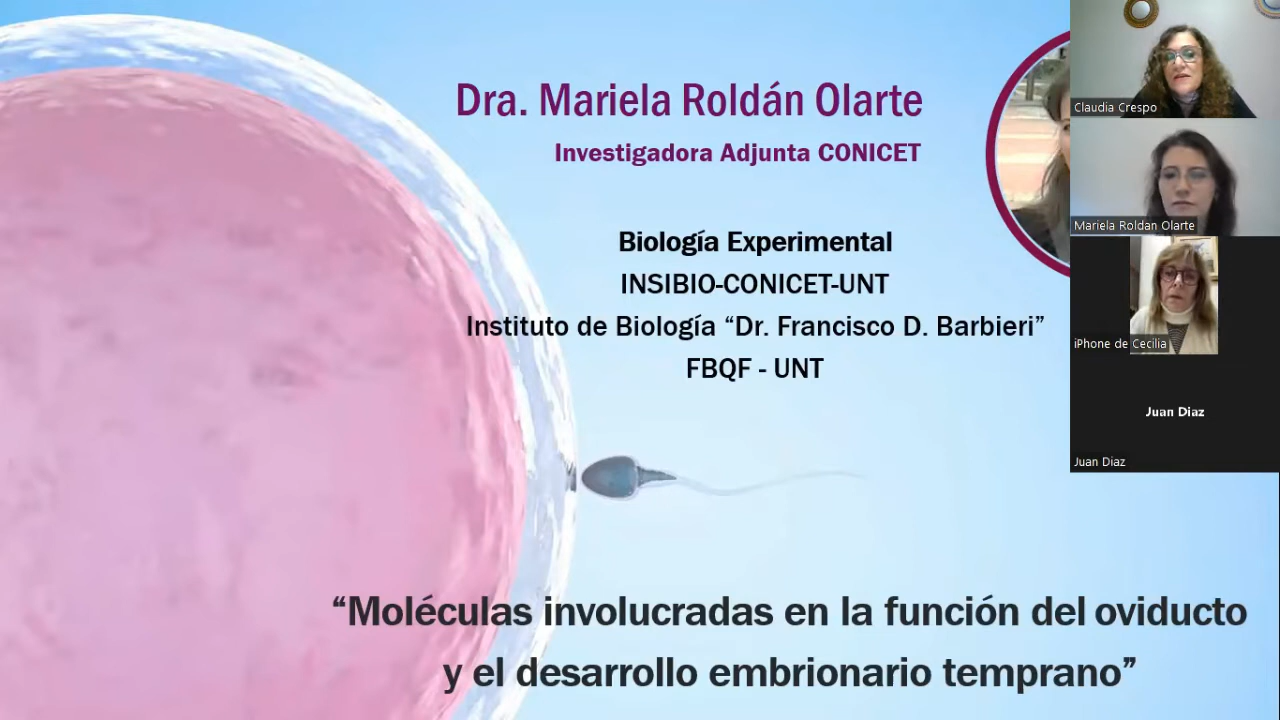 Dra. Mariela Roldán Olarte
Investigadora Adjunta CONICET
Biología Experimental
INSIBIO-CONICET-UNT
Instituto de Biología “Dr. Francisco D. Barbieri”
FBQF - UNT
“Moléculas involucradas en la función del oviducto
y el desarrollo embrionario temprano”
Claudia Crespo
Mariela Roldan Olarte
iPhone de Cecilia
Juan Diaz
Juan Diaz